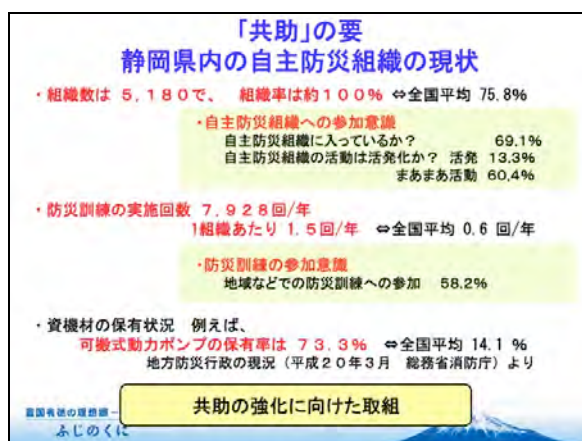 「共助」の要
静岡県内の自主防災組織の現状
・組織数は 5,180で、 組織率は約100% ⇔全国平均 75.8%
・自主防災組織への参加意識
自主防災組織に入っているか? 69.1%
自主防災組織の活動は活発化か? 活発 13.3%
まあまあ活動 60.4%
・防災訓練の実施回数 7,928回/年
1組織あたり 1.5回/年 ⇔全国平均 0.6 回/年
・防災訓練の参加意識
地域などでの防災訓練への参加 58.2%
・資機材の保有状況 例えば、
可搬式動力ポンプの保有率は 73.3% ⇔全国平均 14.1 %
地方防災行政の現況(平成20年3月 総務省消防庁)より
共助の強化に向けた取組
富国有徳の理想郷－
ふじのくに